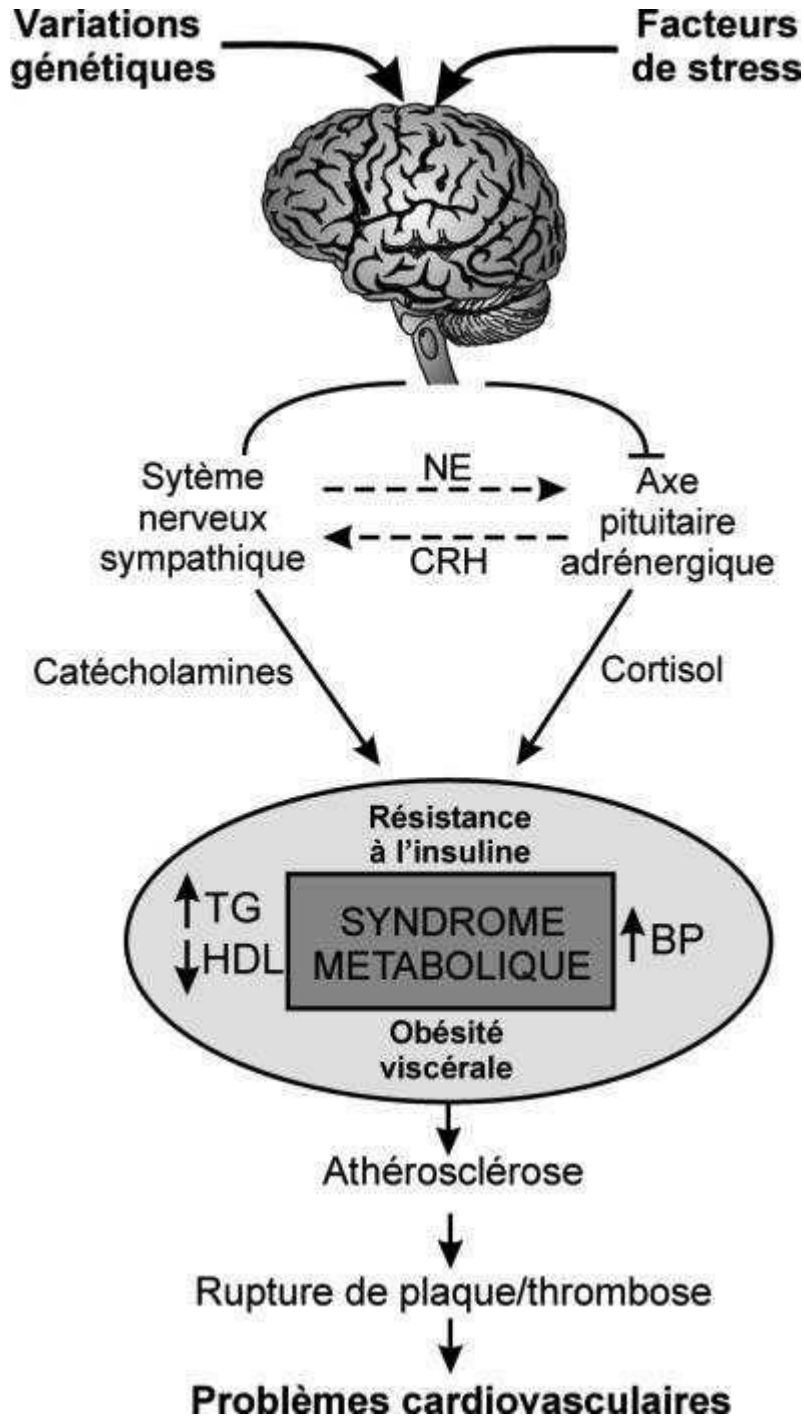 Variations
génétiques
Facteurs
de stress
Sytème
nerveux
sympathique
NE
CRH
Axe
pituitaire
adrénergique
Catécholamines
Cortisol
Résistance
à l'insuline
TG
HDL
SYNDROME
METABOLIQUE
BP
Obésité
viscérale
Athérosclérose
Rupture de plaque/thrombose
Problèmes cardiovasculaires